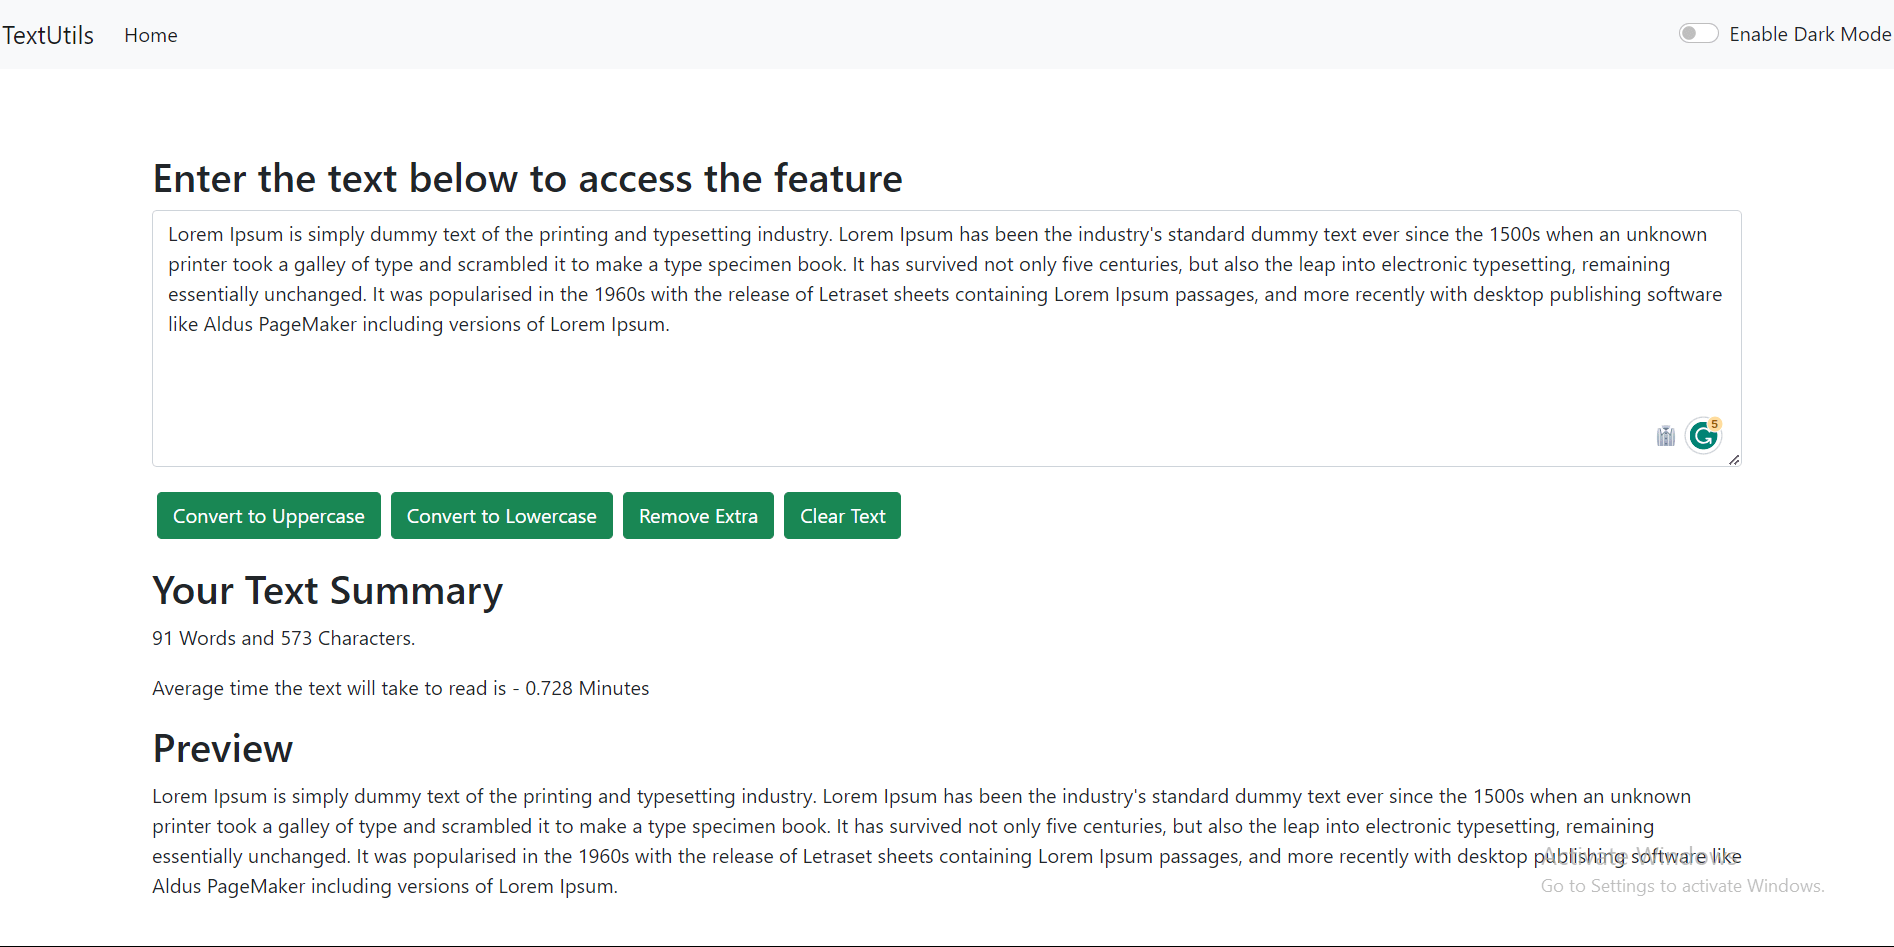 TextUtils Home Enable Dark Mode
Enter the text below to access the feature
Lorem Ipsum is simply dummy text of the printing and typesetting industry. Lorem Ipsum has been the industry's standard dummy text ever since the 1500s when an unknown
printer took a galley of type and scrambled it to make a type specimen book. It has survived not only five centuries, but also the leap into electronic typesetting, remaining
essentially unchanged. It was popularised in the 1960s with the release of Letraset sheets containing Lorem Ipsum passages, and more recently with desktop publishing software
like Aldus PageMaker including versions of Lorem Ipsum.
5
Convert to Uppercase Convert to Lowercase Remove Extra Clear Text
Your Text Summary
91 Words and 573 Characters.
Average time the text will take to read is - 0.728 Minutes
Preview
Lorem Ipsum is simply dummy text of the printing and typesetting industry. Lorem Ipsum has been the industry's standard dummy text ever since the 1500s when an unknown
printer took a galley of type and scrambled it to make a type specimen book. It has survived not only five centuries, but also the leap into electronic typesetting, remaining
essentially unchanged. It was popularised in the 1960s with the release of Letraset sheets containing Lorem Ipsum passages, and more recently with desktop publishing software like
Aldus PageMaker including versions of Lorem Ipsum.
Activate Windows
Go to Settings to activate Windows.